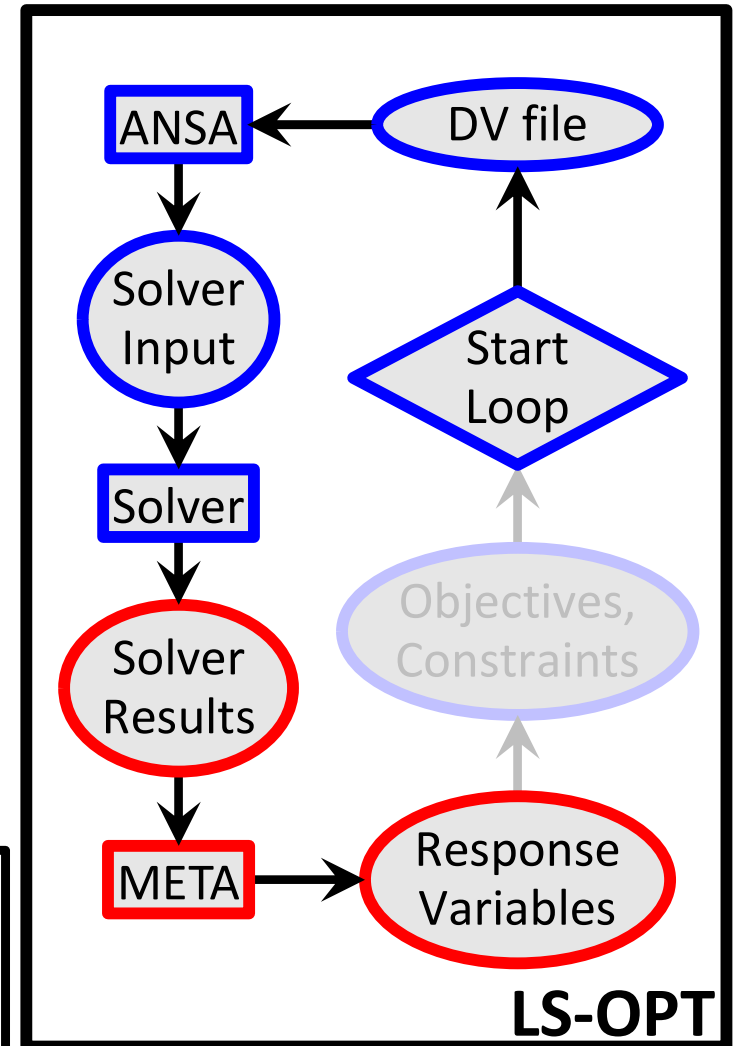 ANSA
DV file
Solver
Input
Start
Loop
Solver
Objectives,
Constraints
Solver
Results
META
Response
Variables
LS-OPT